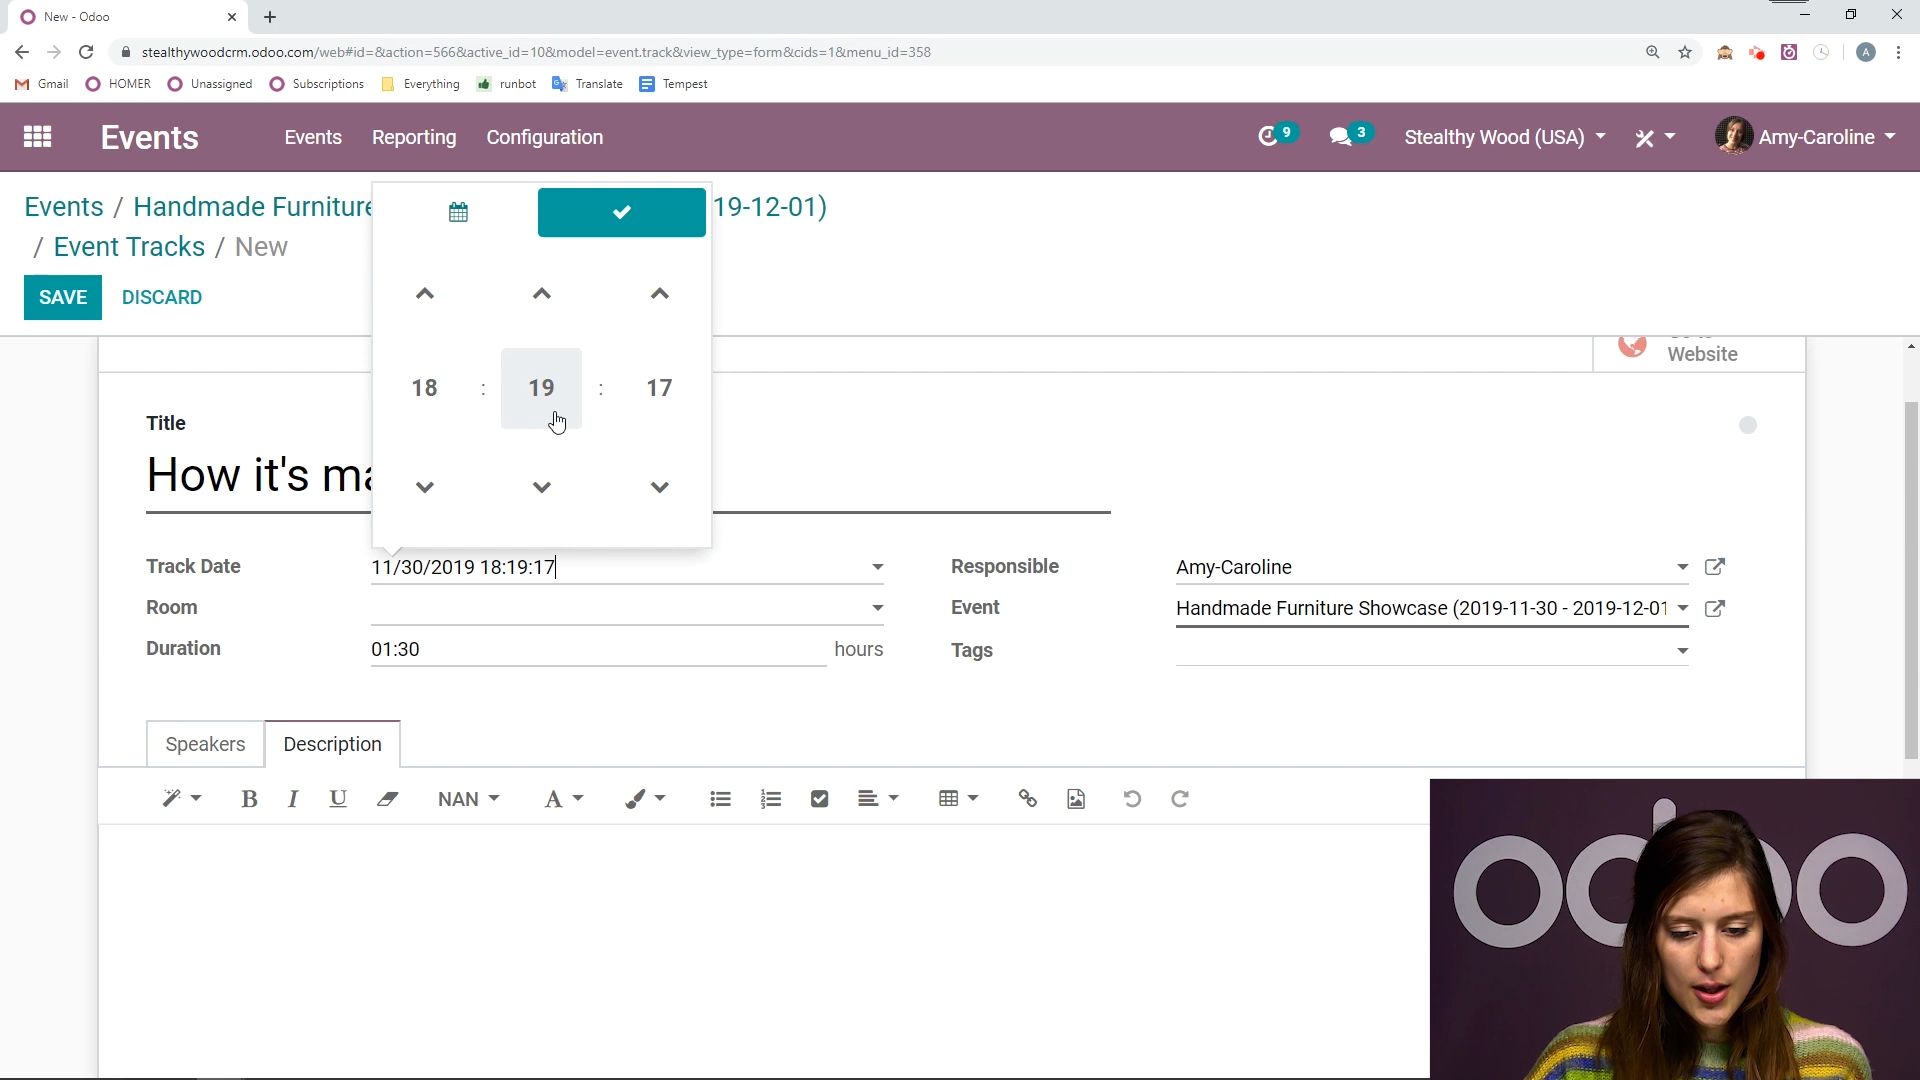 New - Odoo
stealthywoodcrm.odoo.com/web#id=&action=566&active_id=10&model=event.track&view_type=form&cids=1&menu_id=358
A
Gmail HOMER Unassigned Subscriptions Everything runbot Translate Tempest
Events Events Reporting Configuration 9 3 Stealthy Wood (USA) Amy-Caroline
Events / Handmade Furniture 19-12-01)
/ Event Tracks / New
SAVE DISCARD
Website
18 : 19 : 17
Title
How it's ma
Track Date 11/30/2019 18:19:17 Responsible Amy-Caroline
Room Event Handmade Furniture Showcase (2019-11-30 - 2019-12-01
Duration 01:30 hours Tags
Speakers Description
B I U NAN A
odoo